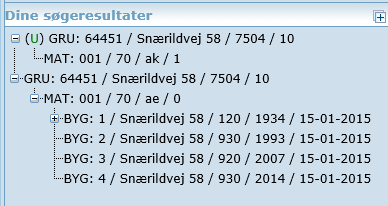 Dine søgeresultater
(U) GRU: 64451 / Snærildvej 58 / 7504 / 10
MAT: 001 / 70 / ak / 1
GRU: 64451 / Snærildvej 58 / 7504 / 10
MAT: 001 / 70 / ae / 0
BYG: 1 / Snærildvej 58 / 120 / 1934 / 15-01-2015
BYG: 2 / Snærildvej 58 / 930 / 1993 / 15-01-2015
BYG: 3 / Snærildvej 58 / 920 / 2007 / 15-01-2015
BYG: 4 / Snærildvej 58 / 930 / 2014 / 15-01-2015